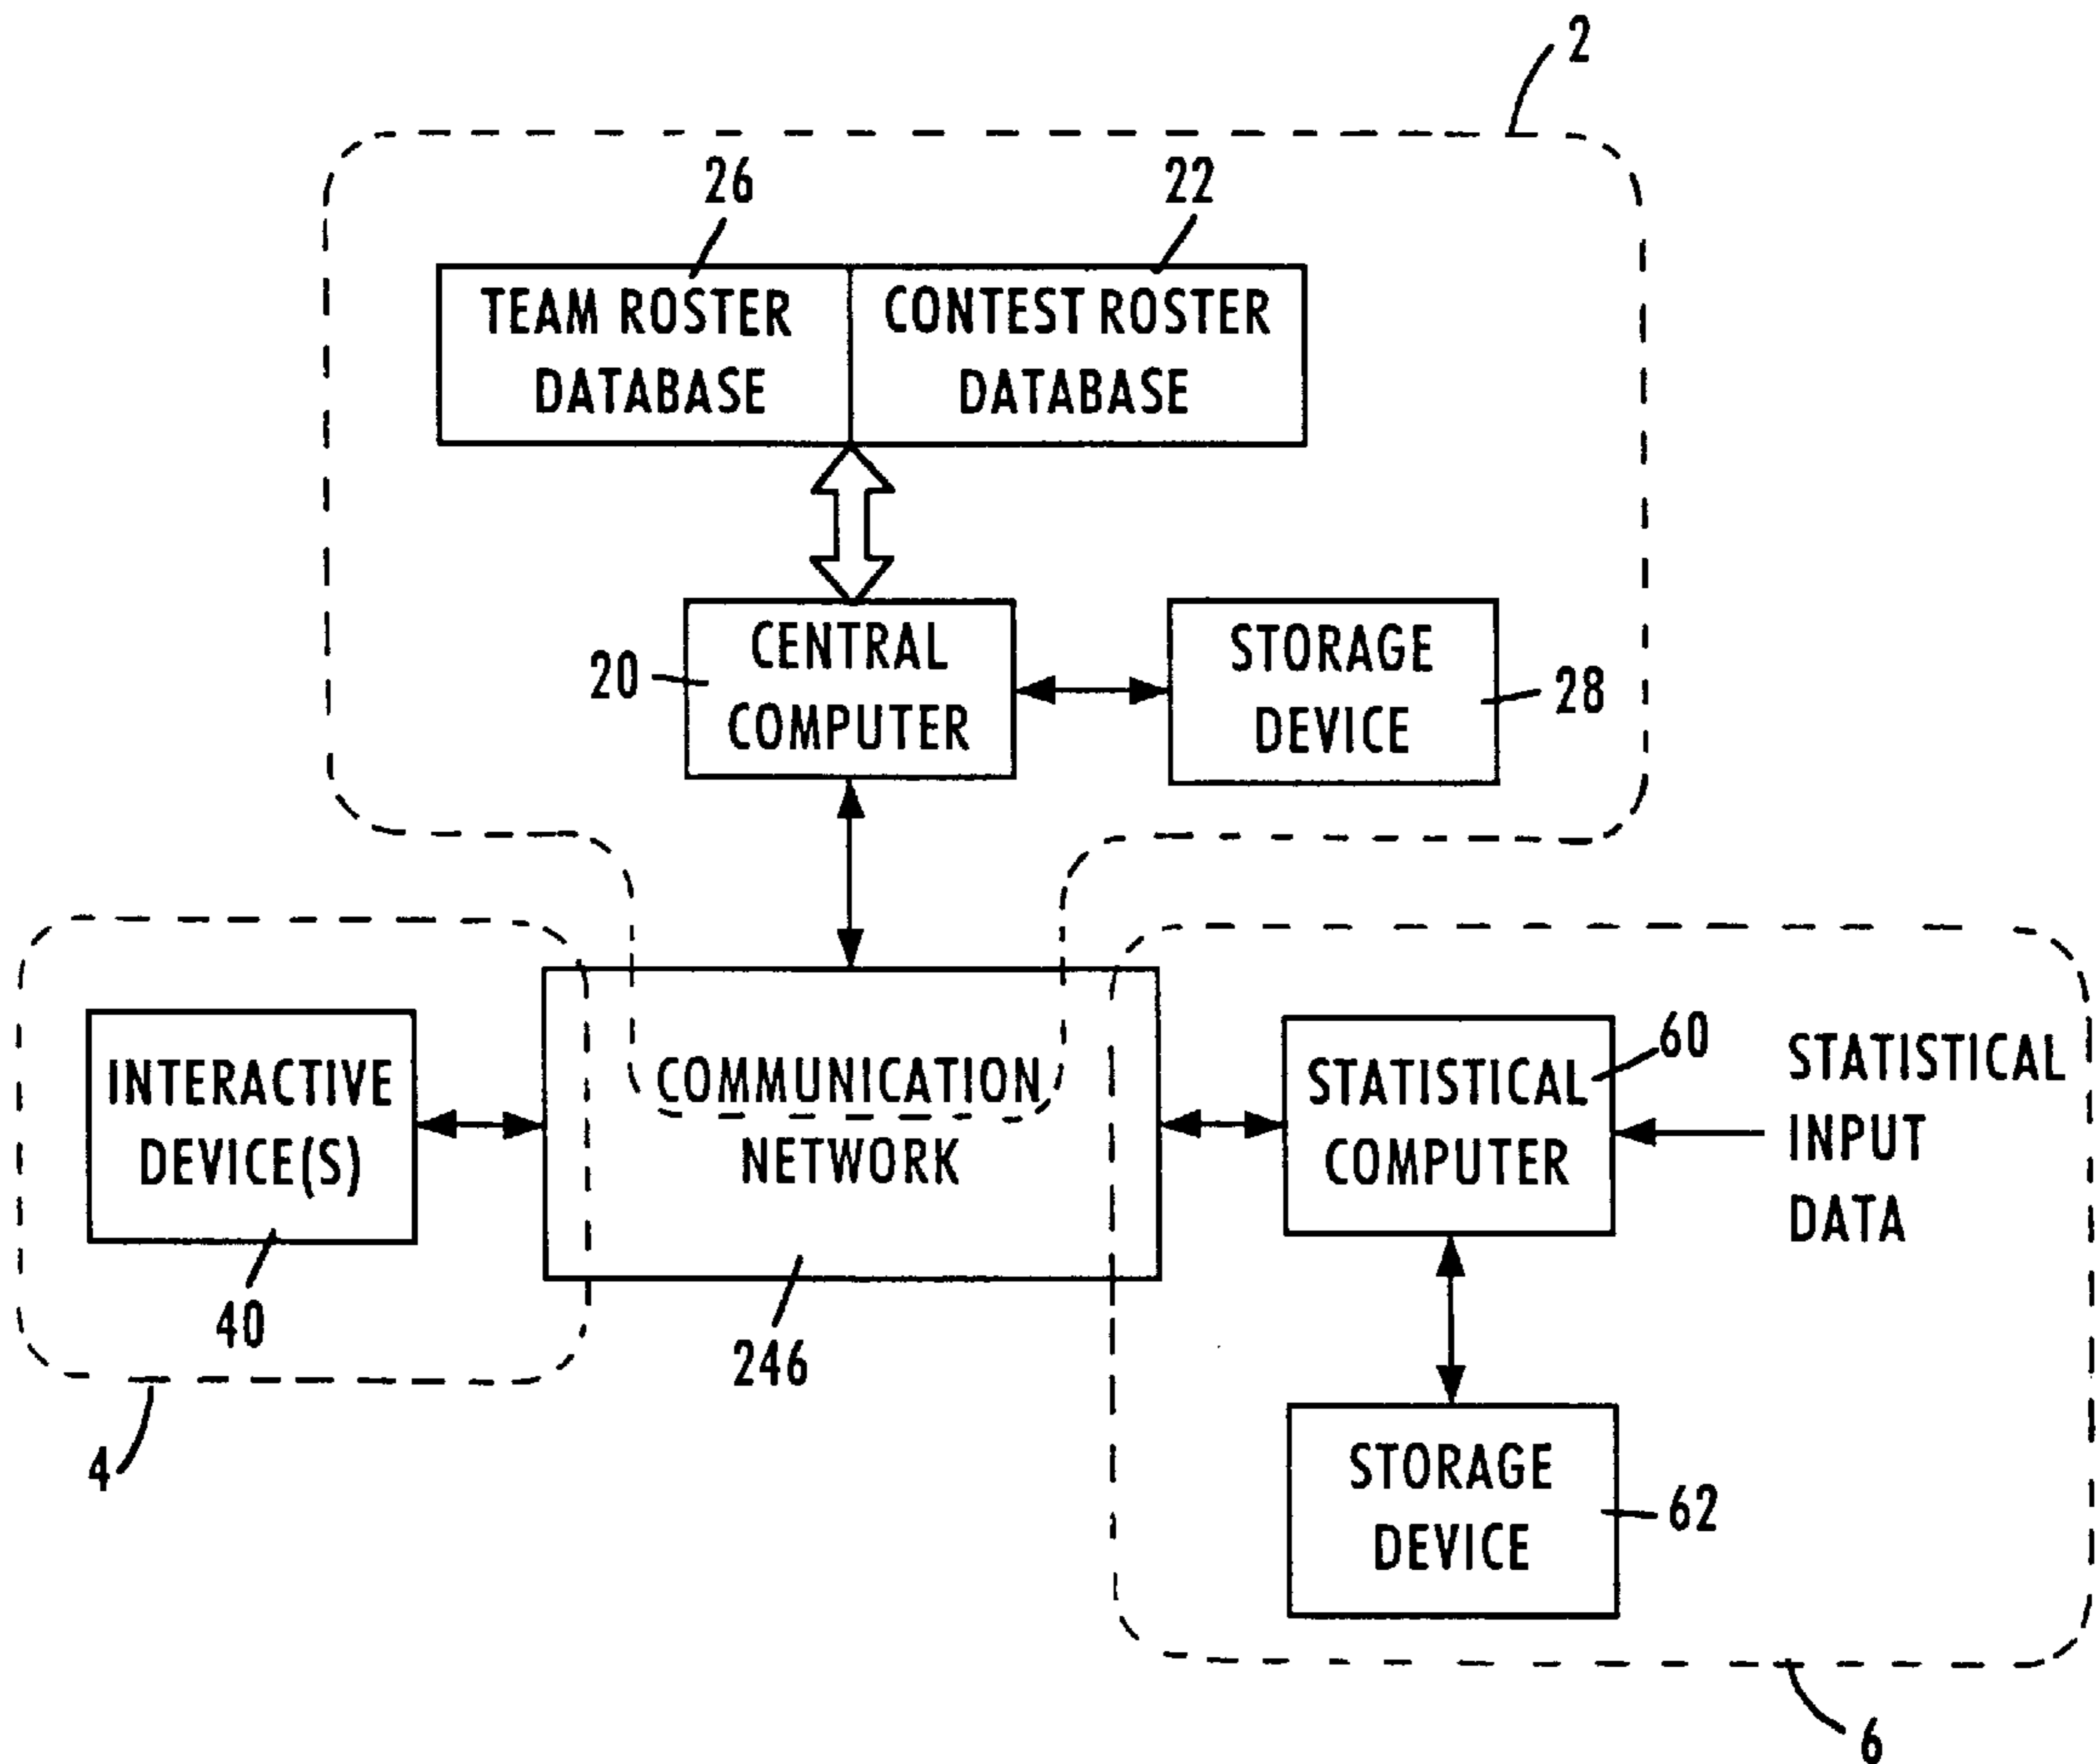 2
26
22
TEAM ROSTER
DATABASE
CONTEST ROSTER
DATABASE
20
CENTRAL
COMPUTER
STORAGE
DEVICE
28
INTERACTIVE
DEVICE(S)
40
4
COMMUNICATION
NETWORK
246
STATISTICAL
COMPUTER
60
STATISTICAL
INPUT
DATA
STORAGE
DEVICE
62
6